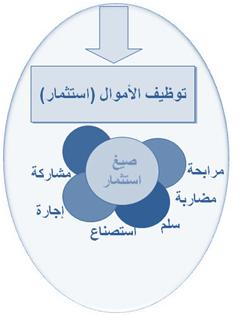 توظيف الأموال (استثمار)
صيغ
استثمار
مرابحة
مضاربة
سلم
استصناع
إجارة
مشاركة